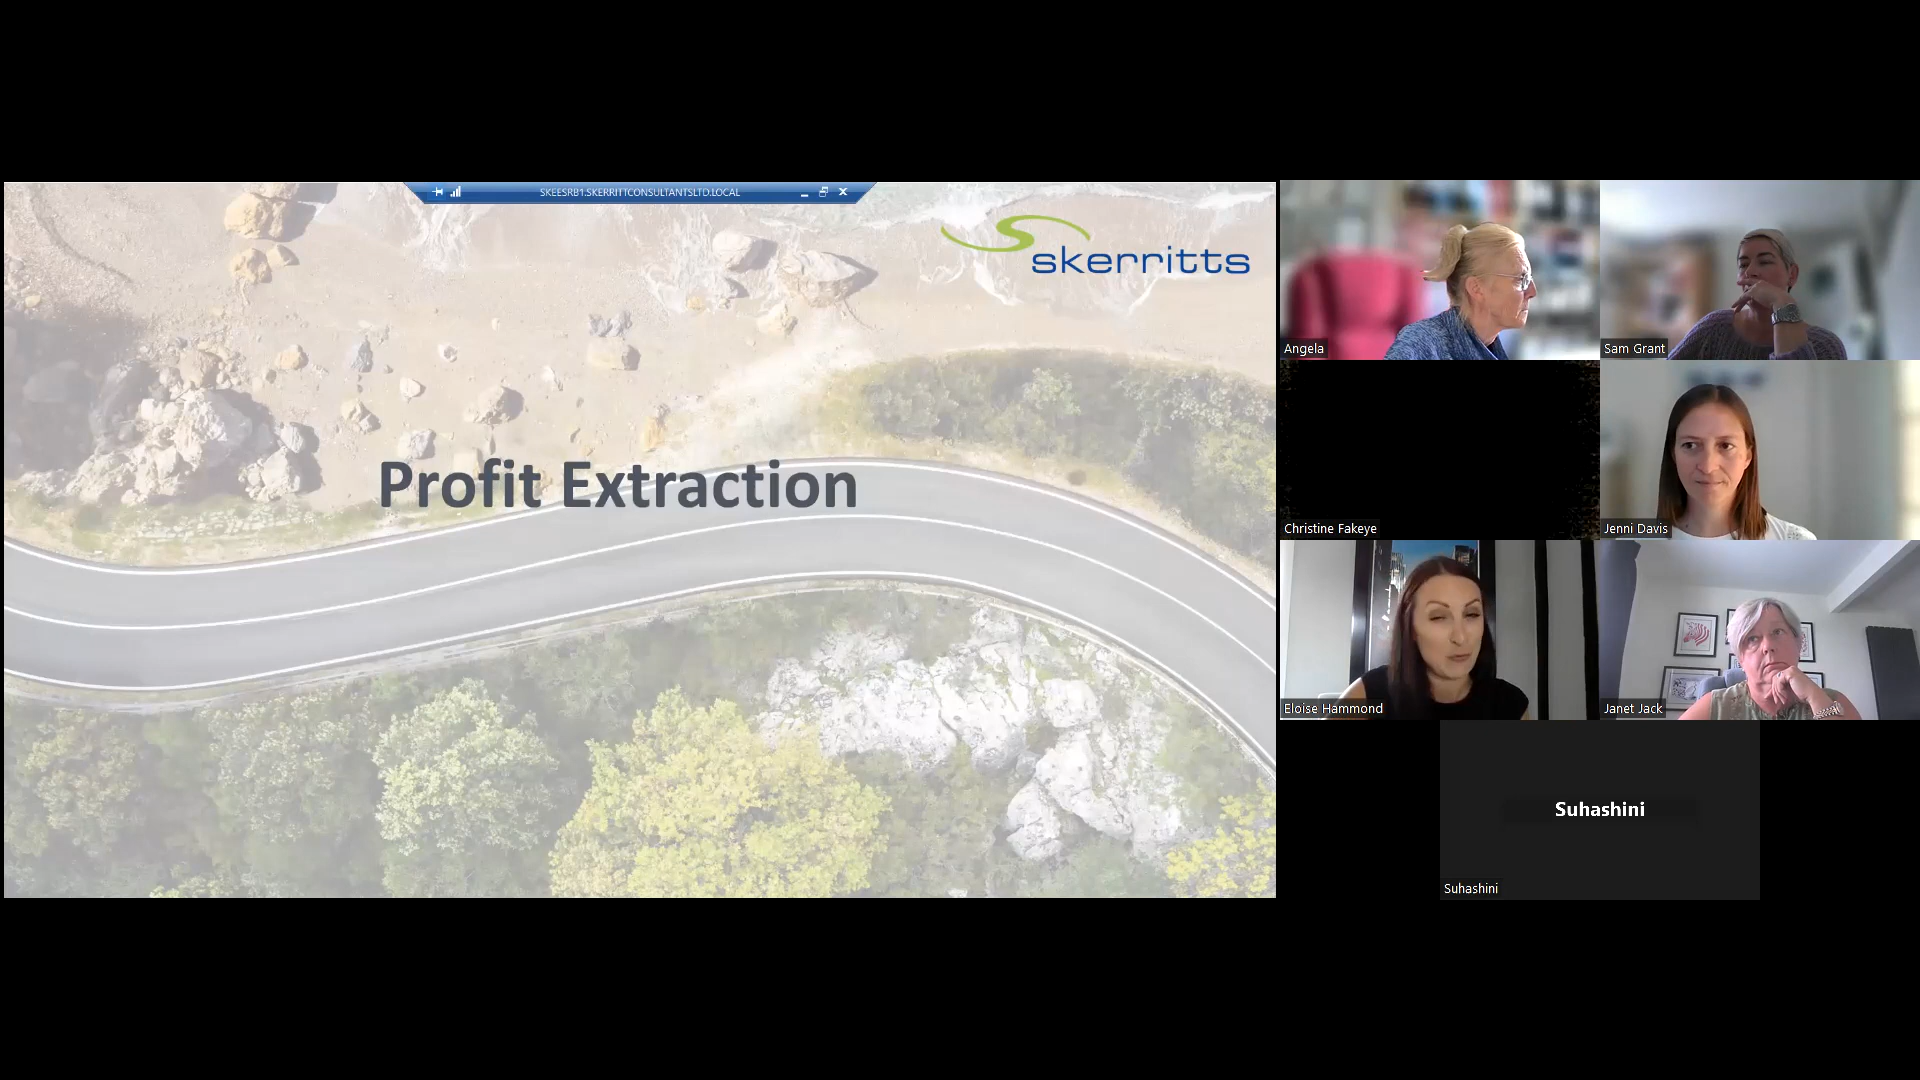 SKEESRB1.SKERRITTCONSULTANTSLTD.LOCAL
skerritts
Profit Extraction
Angela
Sam Grant
Christine Fakeye
Jenni Davis
Eloise Hammond
Janet Jack
Suhashini
Suhashini